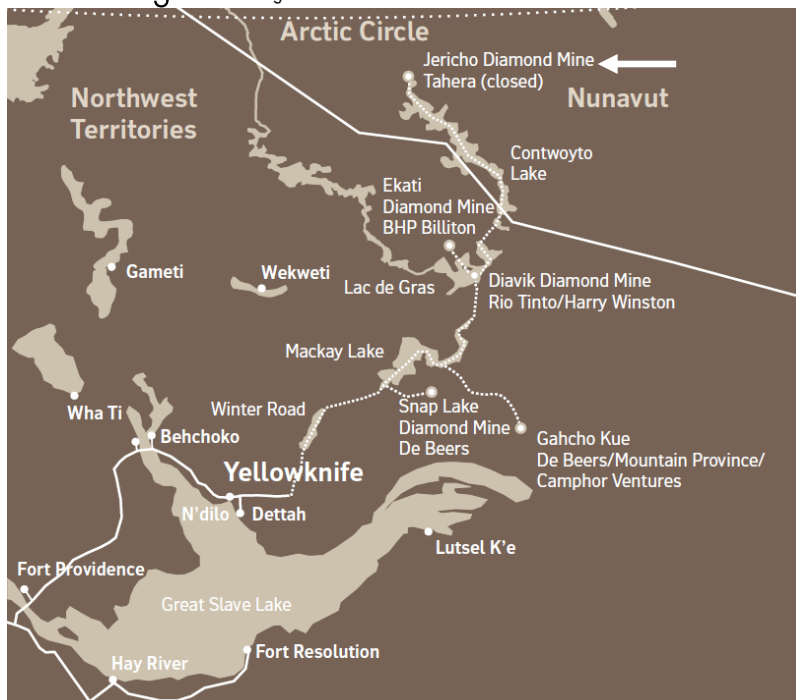 Arctic Circle
Jericho Diamond Mine
Tahera (closed)
Northwest
Territories
Nunavut
Contwoyto
Lake
Ekati
Diamond Mine
BHP Billiton
Gameti
Wekweti
Lac de Gras
Diavik Diamond Mine
Rio Tinto/Harry Winston
Mackay Lake
Wha Ti
Winter Road
Snap Lake
Diamond Mine
De Beers
Behchoko
Gahcho Kue
De Beers/Mountain Province/
Camphor Ventures
Yellowknife
N'dilo
Dettah
Lutsel K'e
Fort Providence
Great Slave Lake
Fort Resolution
Hay River